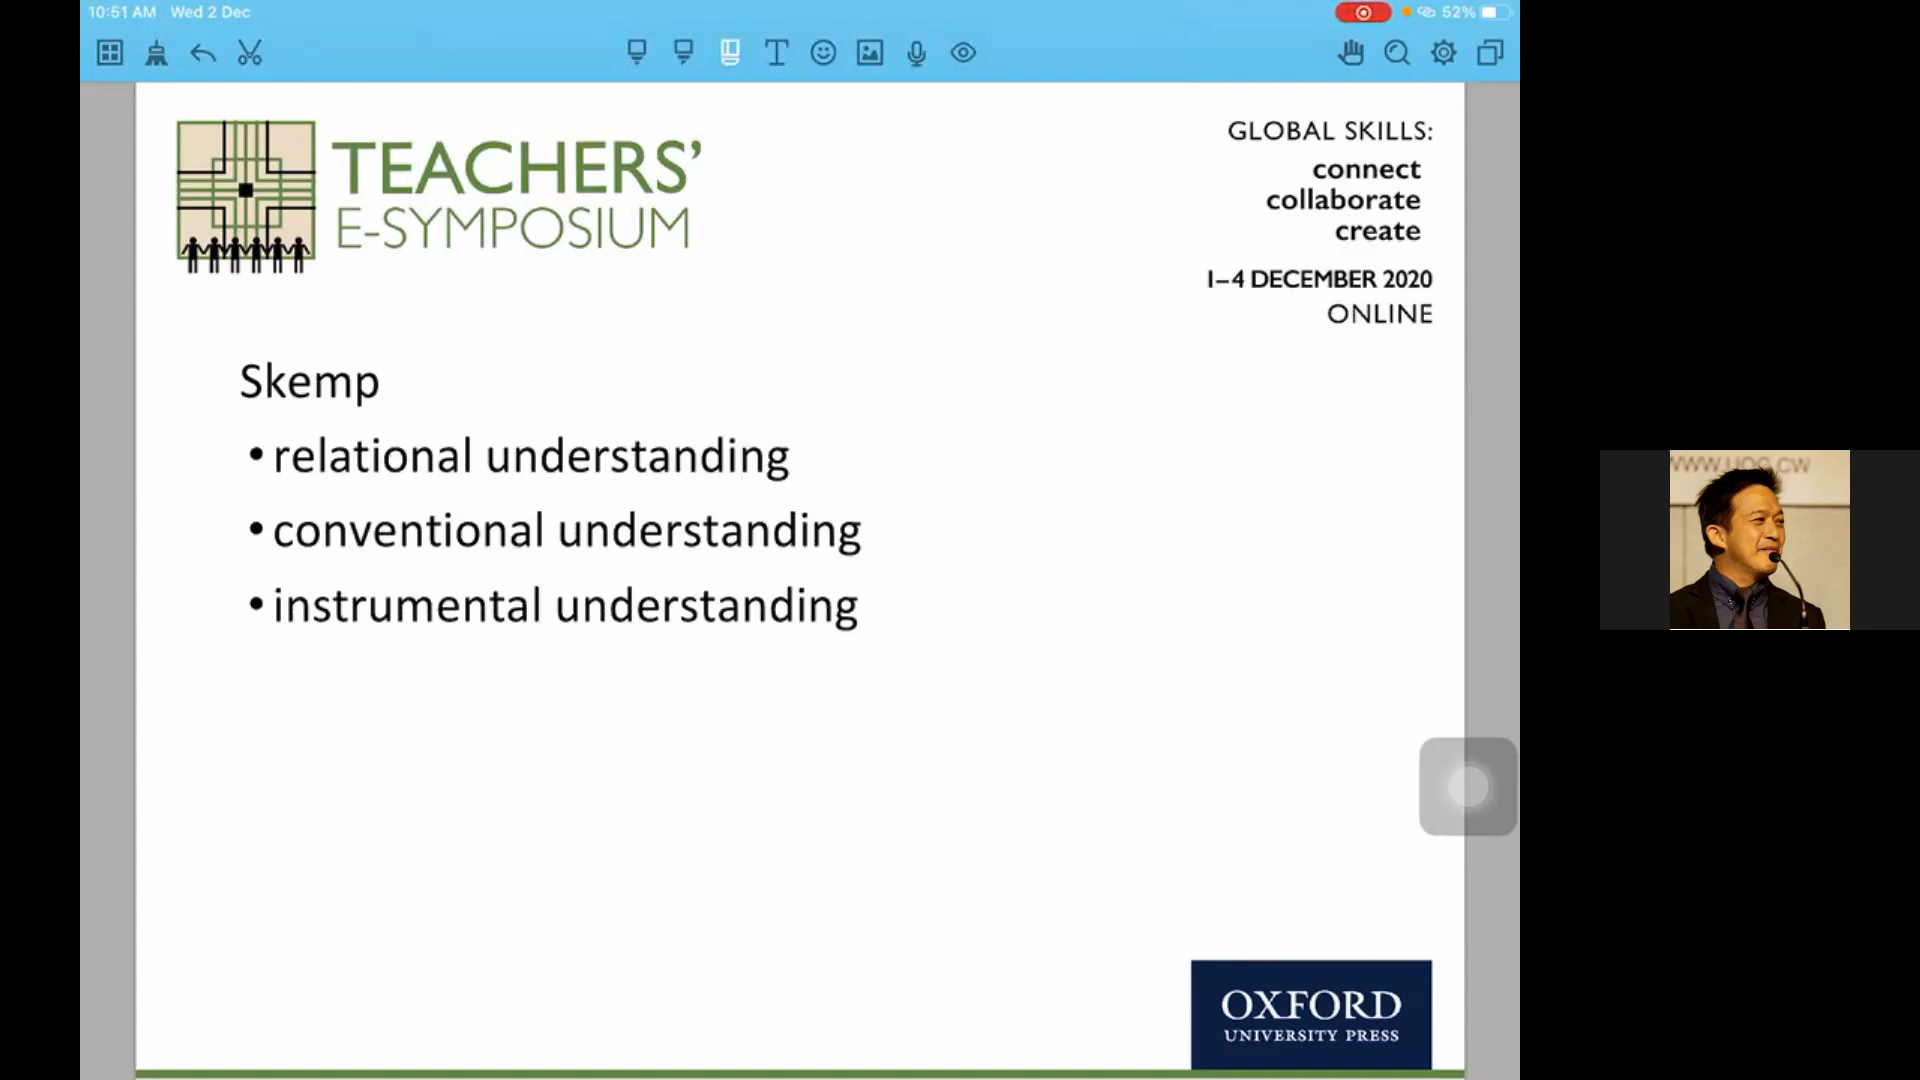 10:51 AM Wed 2 Dec
52%
TEACHERS’
E-SYMPOSIUM
GLOBAL SKILLS:
connect
collaborate
create
1–4 DECEMBER 2020
ONLINE
Skemp
• relational understanding
• conventional understanding
• instrumental understanding
OXFORD
UNIVERSITY PRESS